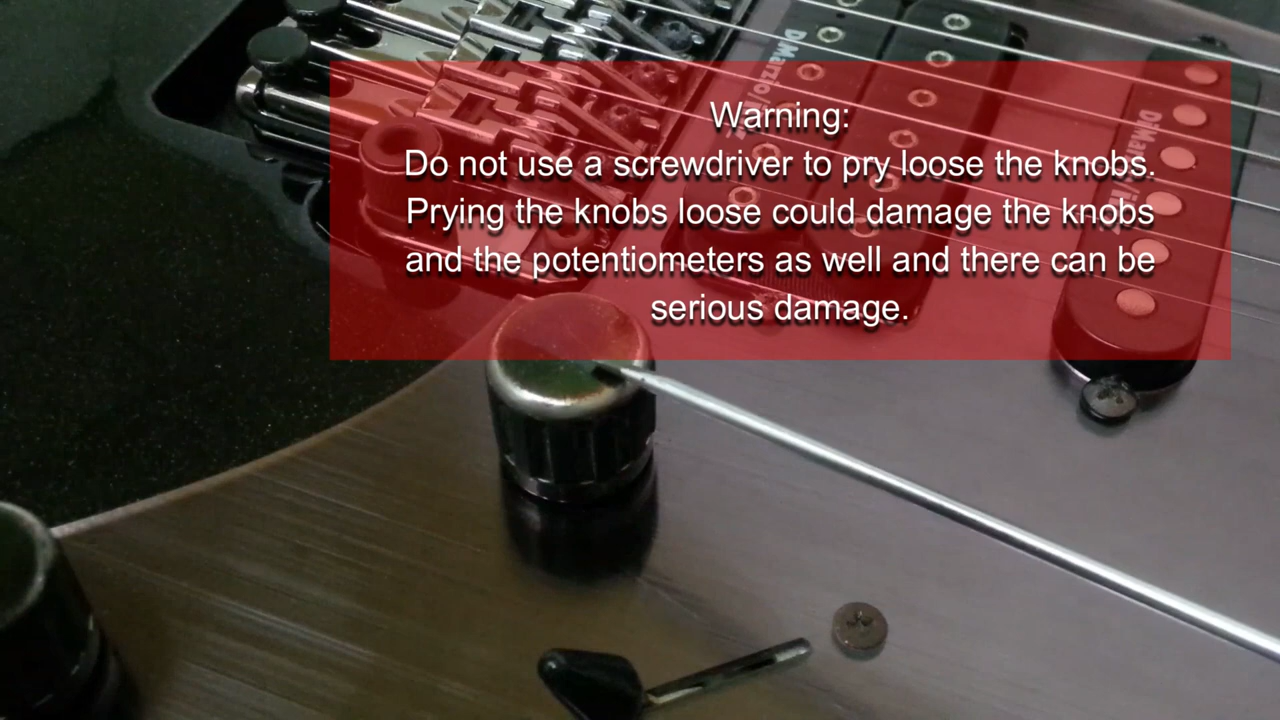 Warning:
Do not use a screwdriver to pry loose the knobs.
Prying the knobs loose could damage the knobs
and the potentiometers as well and there can be
serious damage.
DiMarzio